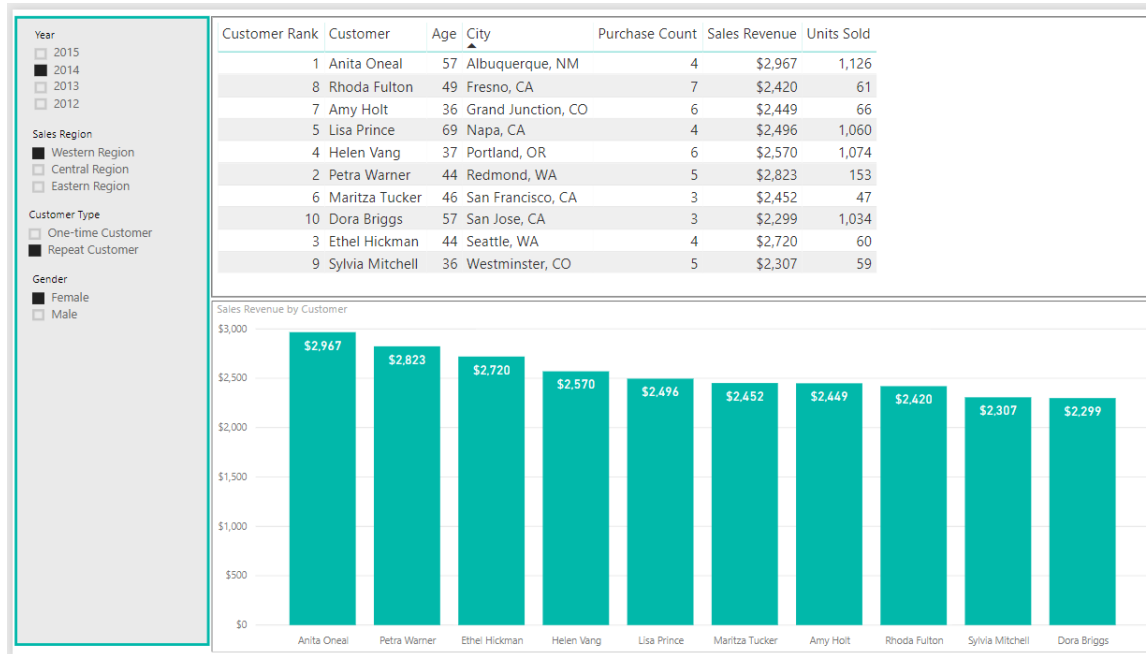 Year
2015
2014
2013
2012
Sales Region
Western Region
Central Region
Eastern Region
Customer Type
One-time Customer
Repeat Customer
Gender
Female
Male
Customer Rank Customer Age City Purchase Count Sales Revenue Units Sold
1 Anita Oneal 57 Albuquerque, NM 4 $2,967 1,126
8 Rhoda Fulton 49 Fresno, CA 7 $2,420 61
7 Amy Holt 36 Grand Junction, CO 6 $2,449 66
5 Lisa Prince 69 Napa, CA 4 $2,496 1,060
4 Helen Vang 37 Portland, OR 6 $2,570 1,074
2 Petra Warner 44 Redmond, WA 5 $2,823 153
6 Maritza Tucker 46 San Francisco, CA 3 $2,452 47
10 Dora Briggs 57 San Jose, CA 3 $2,299 1,034
3 Ethel Hickman 44 Seattle, WA 4 $2,720 60
9 Sylvia Mitchell 36 Westminster, CO 5 $2,307 59
Sales Revenue by Customer
$3,000
$2,500
$2,000
$1,500
$1,000
$500
$0
$2,967 $2,823 $2,720 $2,570 $2,496 $2,452 $2,449 $2,420 $2,307 $2,299
Anita Oneal Petra Warner Ethel Hickman Helen Vang Lisa Prince Maritza Tucker Amy Holt Rhoda Fulton Sylvia Mitchell Dora Briggs